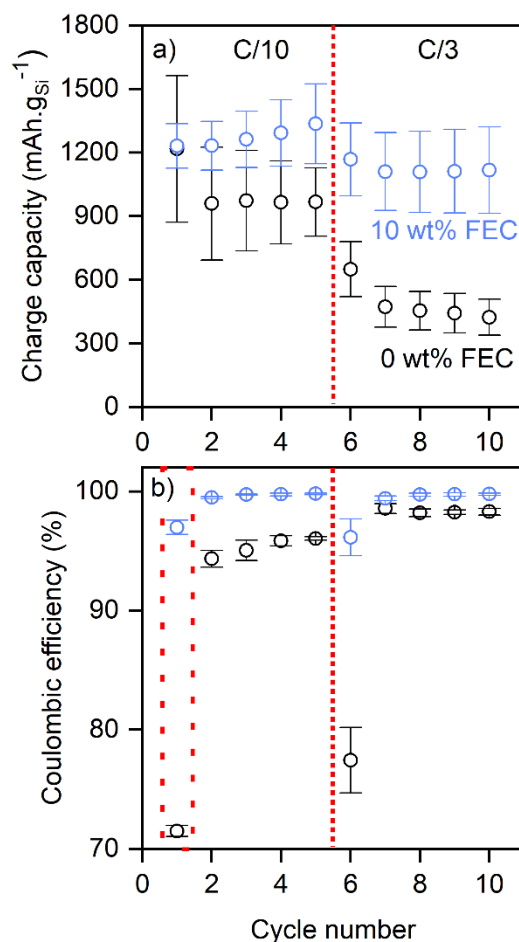 a)
C/10
C/3
Charge capacity (mAh.gSi⁻¹)
1800
1500
1200
900
600
300
0
10 wt% FEC
0 wt% FEC
0 2 4 6 8 10
b)
Coulombic efficiency (%)
100
90
80
70
0 2 4 6 8 10
Cycle number